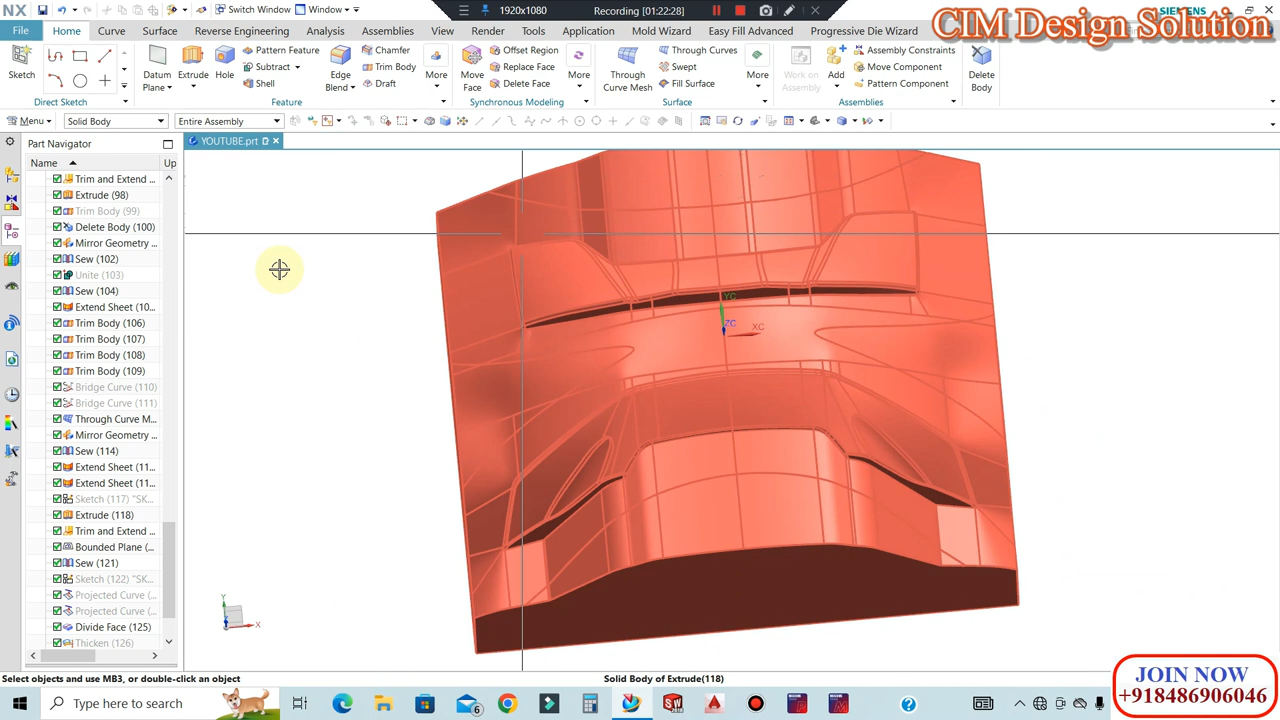 NX
Switch Window
Window
1920x1080
Recording [01:22:28]
SIEMENS
CIM Design Solution
File
Home
Curve
Surface
Reverse Engineering
Analysis
Assemblies
View
Render
Tools
Application
Mold Wizard
Easy Fill Advanced
Progressive Die Wizard
Sketch
Direct Sketch
Datum Plane
Extrude
Hole
Pattern Feature
Subtract
Shell
Edge Blend
Chamfer
Trim Body
Draft
More
Feature
Move Face
Offset Region
Replace Face
Delete Face
More
Synchronous Modeling
Through Curve Mesh
Through Curves
Swept
Fill Surface
More
Surface
Work on Assembly
Add
Assembly Constraints
Move Component
Pattern Component
Assemblies
Delete Body
Menu
Solid Body
Entire Assembly
Part Navigator
YOUTUBE.prt
Name
Up
Trim and Extend ...
Extrude (98)
Trim Body (99)
Delete Body (100)
Mirror Geometry ...
Sew (102)
Unite (103)
Sew (104)
Extend Sheet (10...
Trim Body (106)
Trim Body (107)
Trim Body (108)
Trim Body (109)
Bridge Curve (110)
Bridge Curve (111)
Through Curve M...
Mirror Geometry ...
Sew (114)
Extend Sheet (11...
Extend Sheet (11...
Sketch (117) "SK...
Extrude (118)
Trim and Extend ...
Bounded Plane (...
Sew (121)
Sketch (122) "SK...
Projected Curve (...
Projected Curve (...
Divide Face (125)
Thicken (126)
YC
ZC
XC
Y
X
Select objects and use MB3, or double-click an object
Solid Body of Extrude(118)
JOIN NOW
+918486906046
Type here to search
6